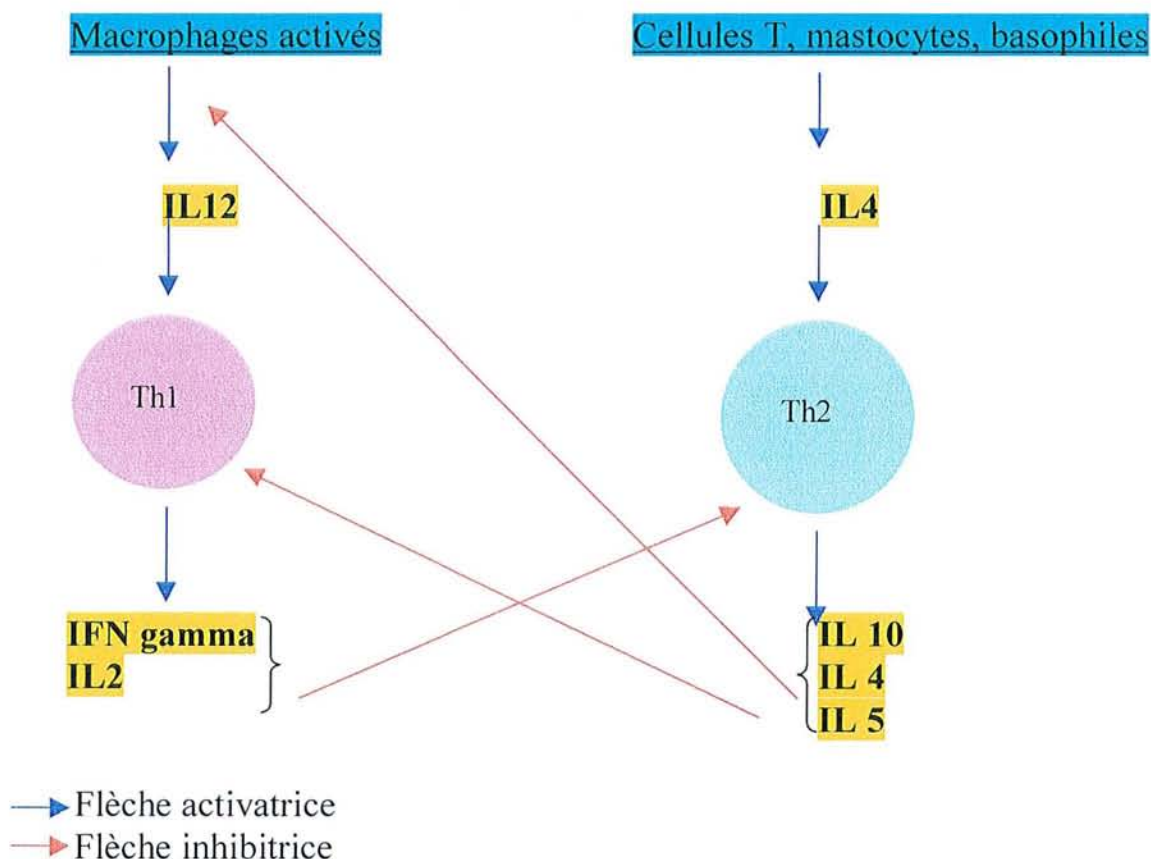 Macrophages activés
Cellules T, mastocytes, basophiles
IL12
IL4
Th1
Th2
IFN gamma
IL2
IL 10
IL 4
IL 5
Flèche activatrice
Flèche inhibitrice